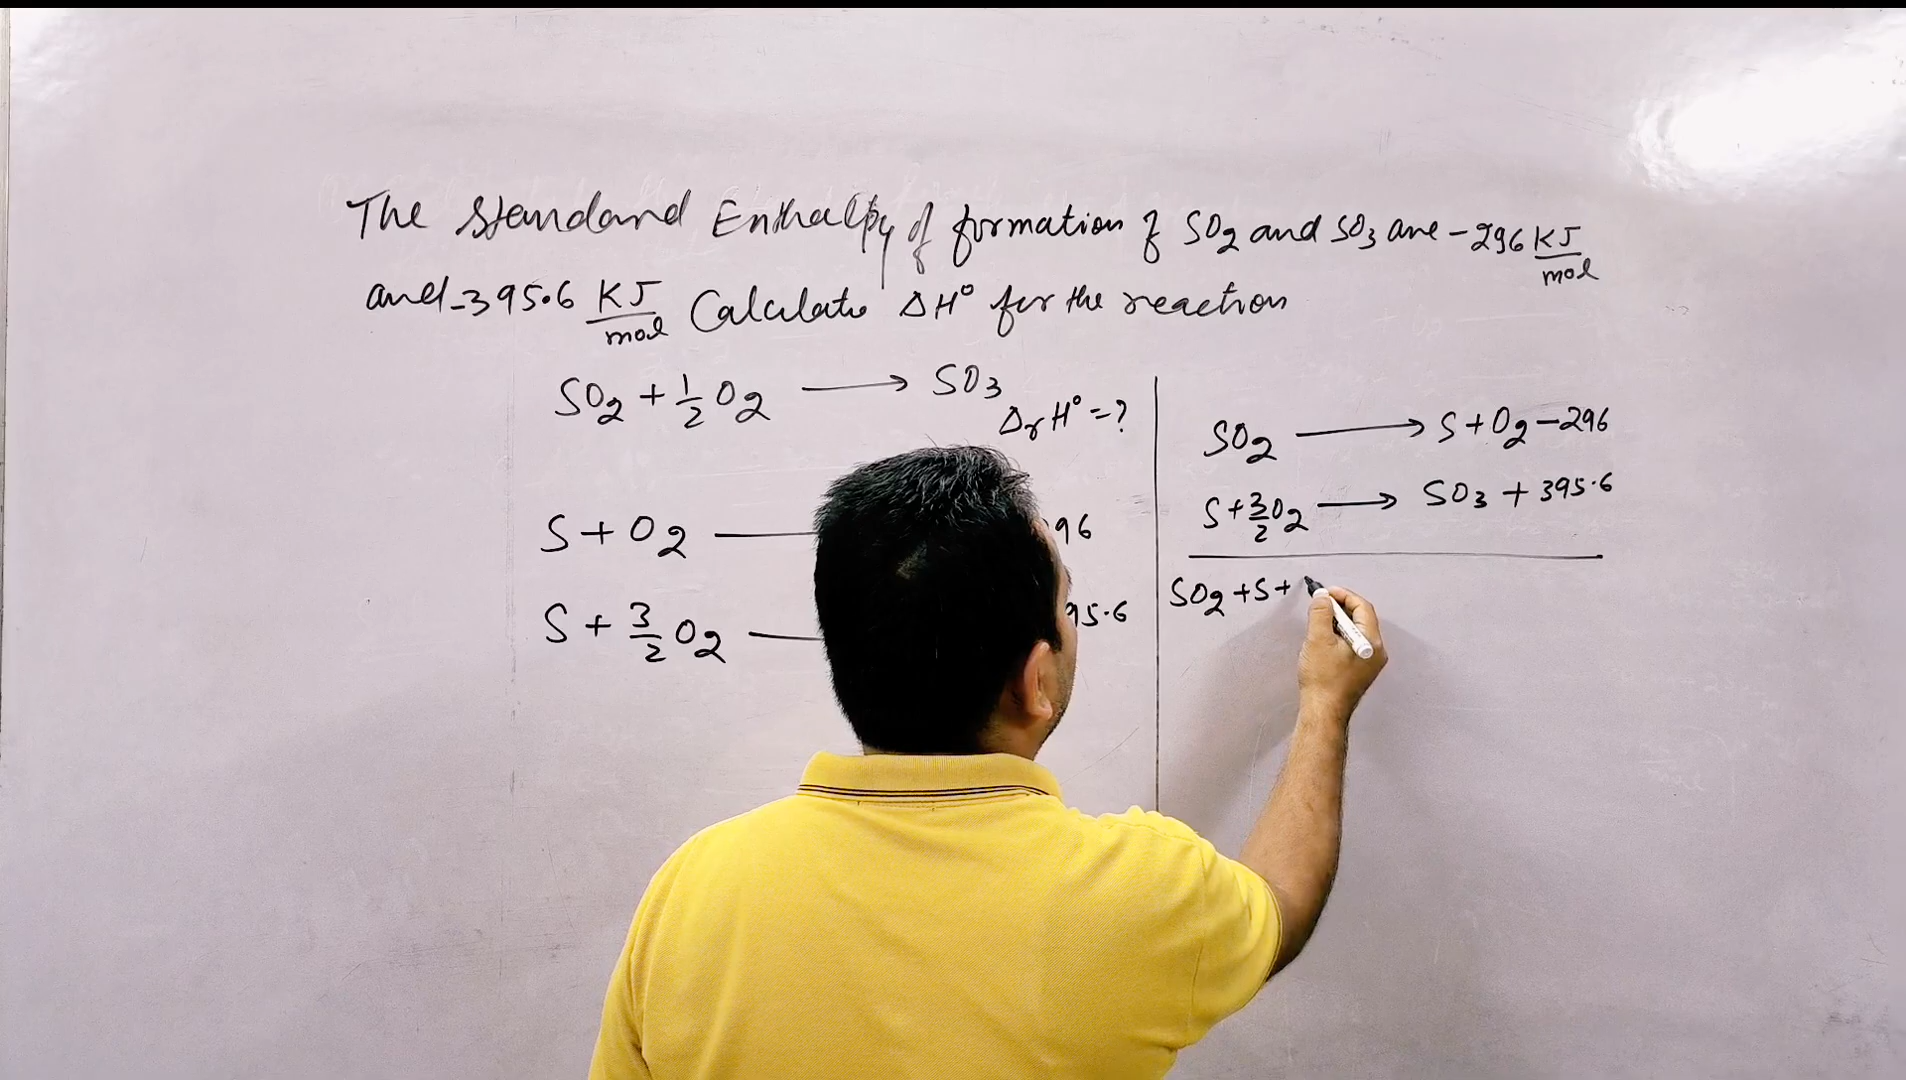 The standard Enthalpy of formation of SO2 and SO3 are -296 KJ/mol
and -395.6 KJ/mol Calculate ΔH° for the reaction
SO2 + 1/2 O2 ⟶ SO3
ΔrH° = ?
S + O2 — 96
S + 3/2 O2 — 95.6
SO2 ⟶ S + O2 - 296
S + 3/2 O2 ⟶ SO3 + 395.6
SO2 + S +